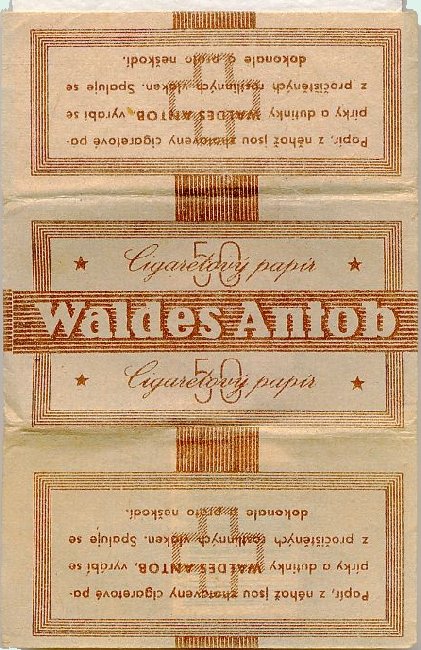 Papír, z něhož jsou zhotoveny cigaretové pa-
pírky a dutinky WALDES ANTOB, vyrábí se
z pročištěných rostlinných vláken. Spaluje se
dokonale a proto neškodí.
50
Cigaretový papír
Waldes Antob
Cigaretový papír
50
Papír, z něhož jsou zhotoveny cigaretové pa-
pírky a dutinky WALDES ANTOB, vyrábí se
z pročištěných rostlinných vláken. Spaluje se
dokonale a proto neškodí.